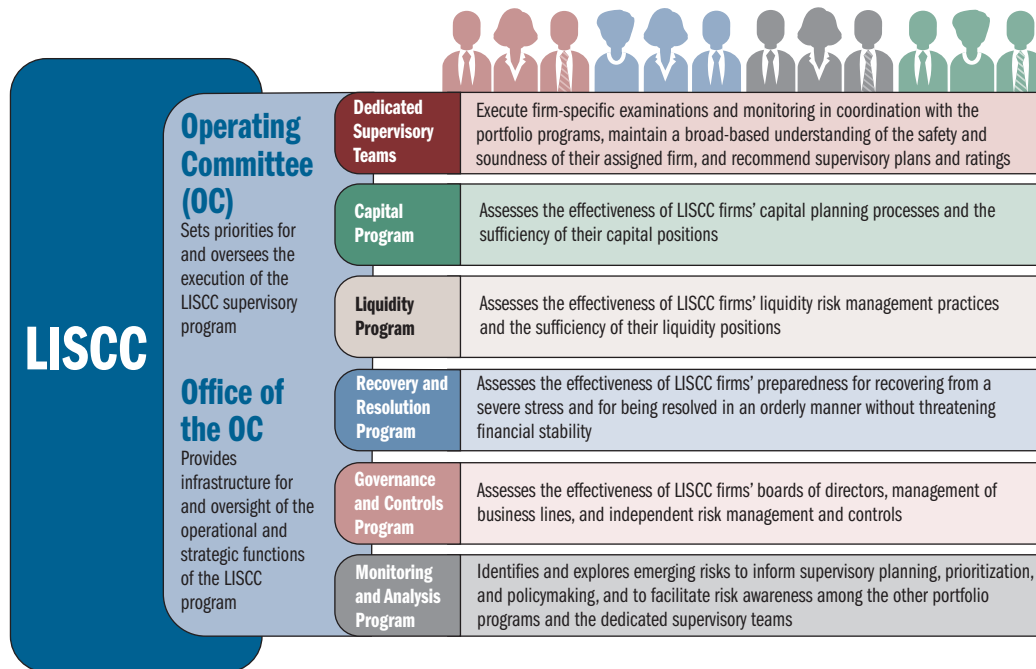 LISCC
Operating
Committee
(OC)
Sets priorities for
and oversees the
execution of the
LISCC supervisory
program
Office of
the OC
Provides
infrastructure for
and oversight of the
operational and
strategic functions
of the LISCC
program
Dedicated
Supervisory
Teams
Execute firm-specific examinations and monitoring in coordination with the
portfolio programs, maintain a broad-based understanding of the safety and
soundness of their assigned firm, and recommend supervisory plans and ratings
Capital
Program
Assesses the effectiveness of LISCC firms’ capital planning processes and the
sufficiency of their capital positions
Liquidity
Program
Assesses the effectiveness of LISCC firms’ liquidity risk management practices
and the sufficiency of their liquidity positions
Recovery and
Resolution
Program
Assesses the effectiveness of LISCC firms’ preparedness for recovering from a
severe stress and for being resolved in an orderly manner without threatening
financial stability
Governance
and Controls
Program
Assesses the effectiveness of LISCC firms’ boards of directors, management of
business lines, and independent risk management and controls
Monitoring
and Analysis
Program
Identifies and explores emerging risks to inform supervisory planning, prioritization,
and policymaking, and to facilitate risk awareness among the other portfolio
programs and the dedicated supervisory teams